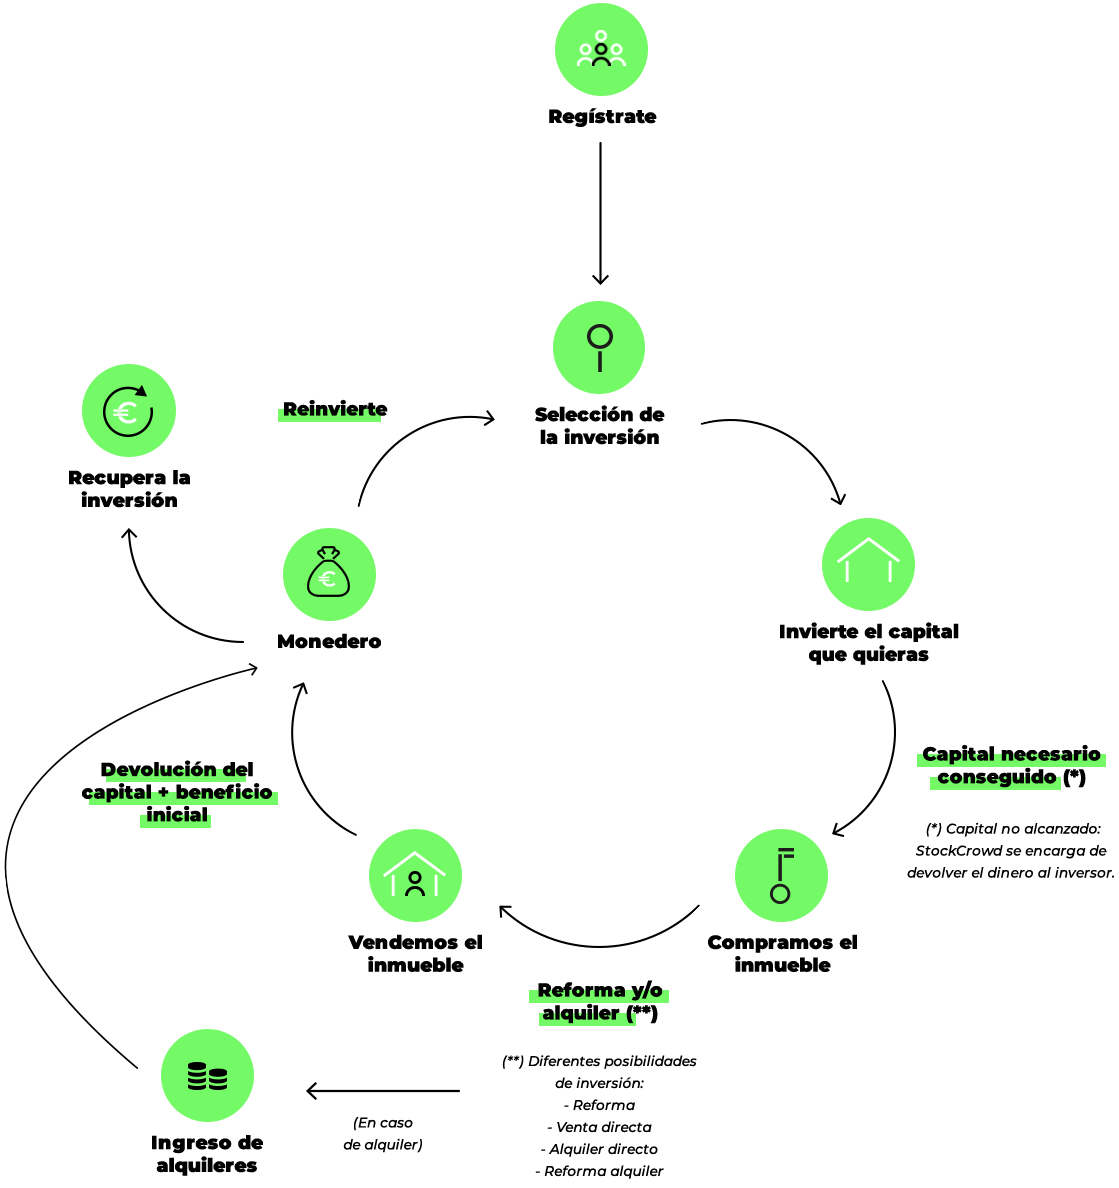 Regístrate
Selección de
la inversión
Reinvierte
Recupera la
inversión
Monedero
Invierte el capital
que quieras
Capital necesario
conseguido (*)
(*) Capital no alcanzado:
StockCrowd se encarga de
devolver el dinero al inversor.
Devolución del
capital + beneficio
inicial
Compramos el
inmueble
Vendemos el
inmueble
Reforma y/o
alquiler (**)
(**) Diferentes posibilidades
de inversión:
- Reforma
- Venta directa
- Alquiler directo
- Reforma alquiler
(En caso
de alquiler)
Ingreso de
alquileres
€
€